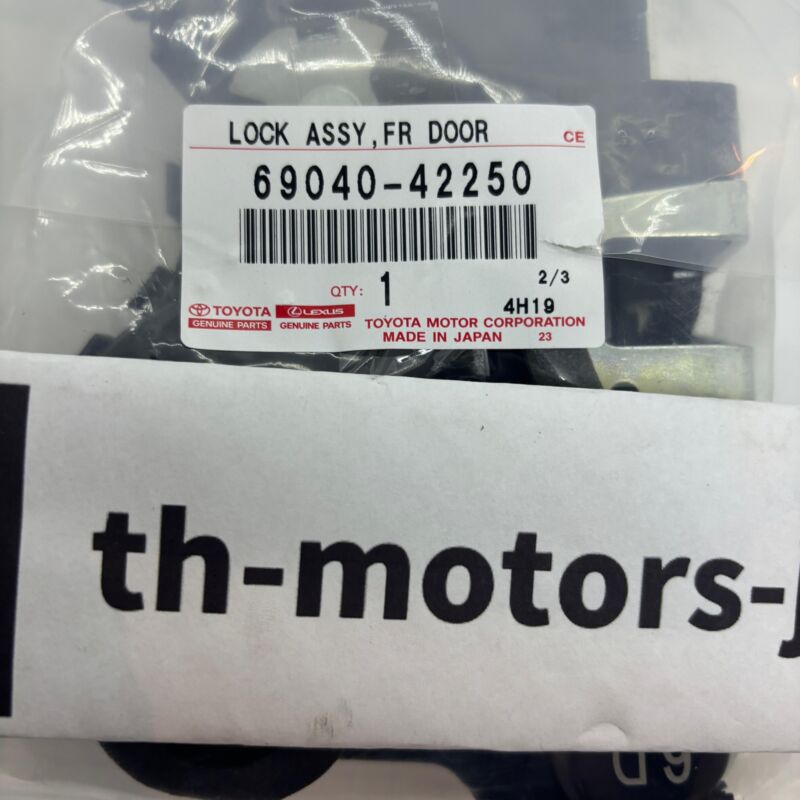 LOCK ASSY,FR DOOR CE
69040-42250
QTY: 1 2/3
TOYOTA LEXUS 4H19
GENUINE PARTS GENUINE PARTS TOYOTA MOTOR CORPORATION
MADE IN JAPAN 23
th-motors-j